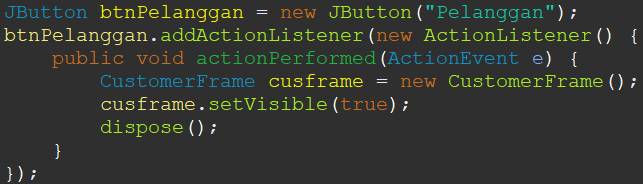 JButton btnPelanggan = new JButton("Pelanggan");
btnPelanggan.addActionListener(new ActionListener() {
    public void actionPerformed(ActionEvent e) {
        CustomerFrame cusframe = new CustomerFrame();
        cusframe.setVisible(true);
        dispose();
    }
});